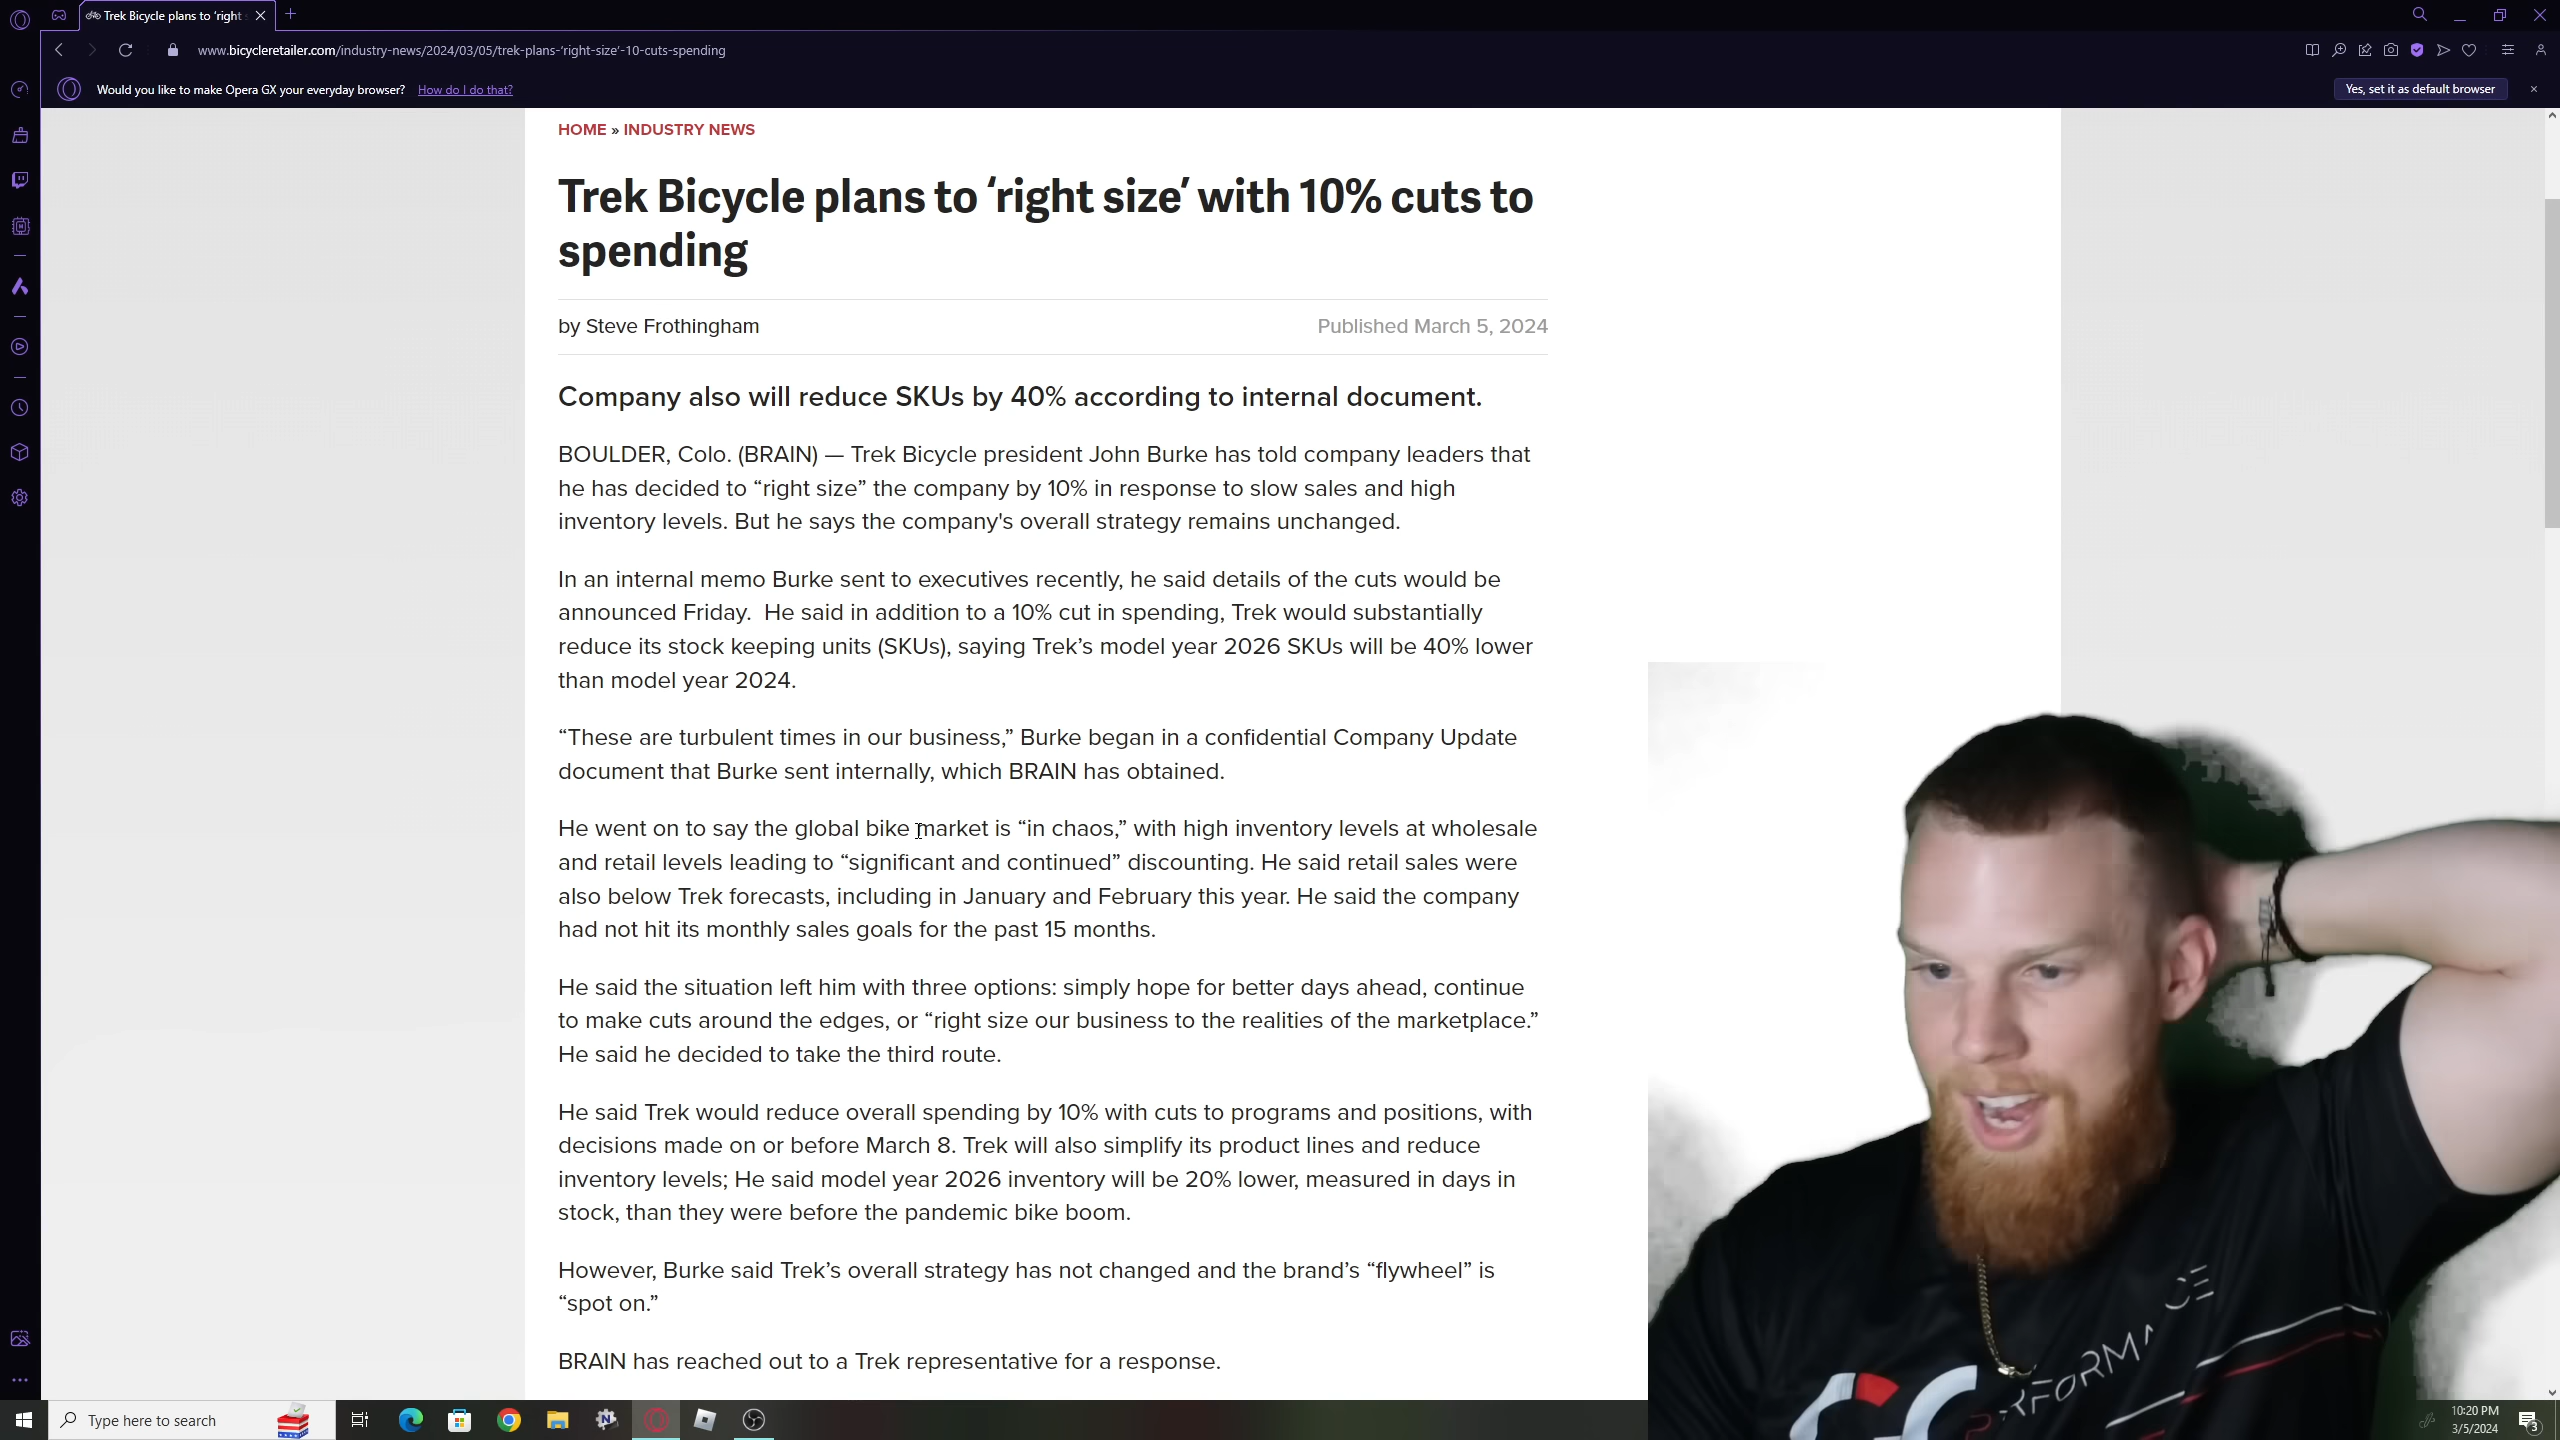 Trek Bicycle plans to ‘right
www.bicycleretailer.com/industry-news/2024/03/05/trek-plans-‘right-size’-10-cuts-spending
Would you like to make Opera GX your everyday browser? How do I do that?
Yes, set it as default browser
HOME » INDUSTRY NEWS
Trek Bicycle plans to ‘right size’ with 10% cuts to
spending
by Steve Frothingham
Published March 5, 2024
Company also will reduce SKUs by 40% according to internal document.
BOULDER, Colo. (BRAIN) — Trek Bicycle president John Burke has told company leaders that
he has decided to “right size” the company by 10% in response to slow sales and high
inventory levels. But he says the company's overall strategy remains unchanged.
In an internal memo Burke sent to executives recently, he said details of the cuts would be
announced Friday.  He said in addition to a 10% cut in spending, Trek would substantially
reduce its stock keeping units (SKUs), saying Trek’s model year 2026 SKUs will be 40% lower
than model year 2024.
“These are turbulent times in our business,” Burke began in a confidential Company Update
document that Burke sent internally, which BRAIN has obtained.
He went on to say the global bike market is “in chaos,” with high inventory levels at wholesale
and retail levels leading to “significant and continued” discounting. He said retail sales were
also below Trek forecasts, including in January and February this year. He said the company
had not hit its monthly sales goals for the past 15 months.
He said the situation left him with three options: simply hope for better days ahead, continue
to make cuts around the edges, or “right size our business to the realities of the marketplace.”
He said he decided to take the third route.
He said Trek would reduce overall spending by 10% with cuts to programs and positions, with
decisions made on or before March 8. Trek will also simplify its product lines and reduce
inventory levels; He said model year 2026 inventory will be 20% lower, measured in days in
stock, than they were before the pandemic bike boom.
However, Burke said Trek’s overall strategy has not changed and the brand’s “flywheel” is
“spot on.”
BRAIN has reached out to a Trek representative for a response.
Type here to search
10:20 PM
3/5/2024
3